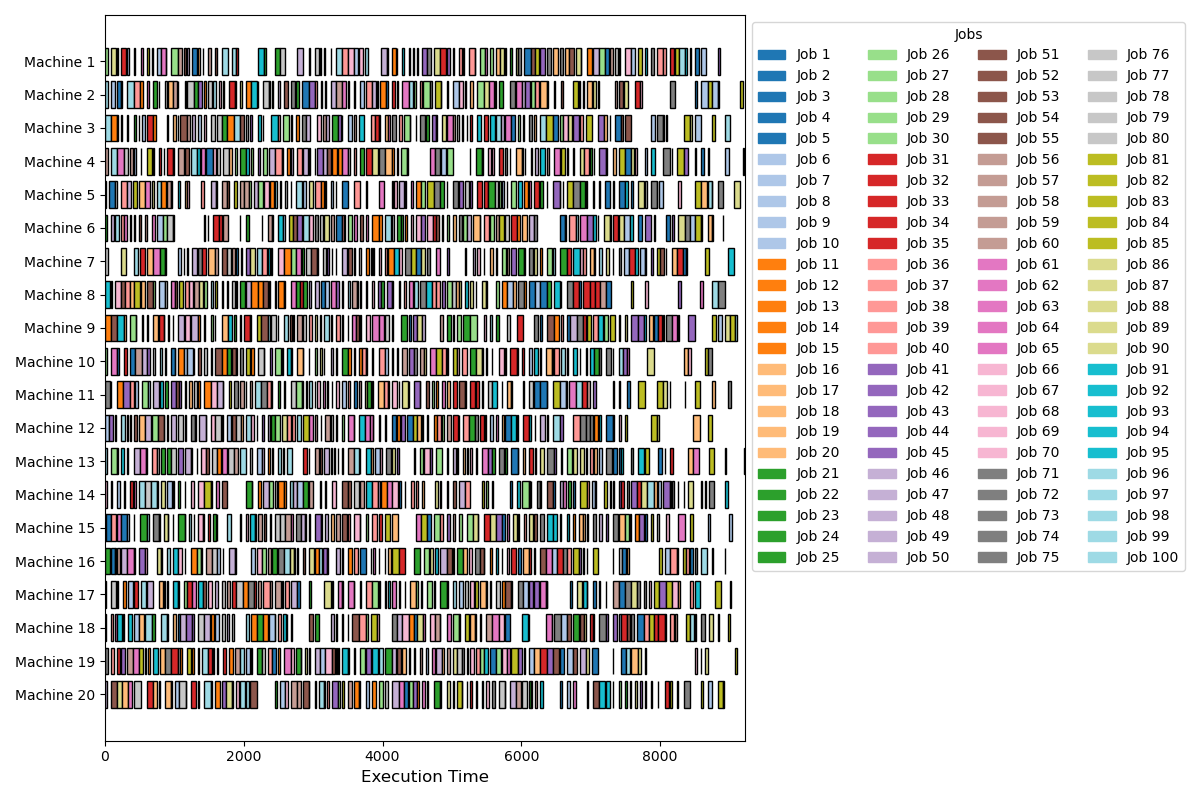 Jobs
Job 1 Job 26 Job 51 Job 76
Job 2 Job 27 Job 52 Job 77
Job 3 Job 28 Job 53 Job 78
Job 4 Job 29 Job 54 Job 79
Job 5 Job 30 Job 55 Job 80
Job 6 Job 31 Job 56 Job 81
Job 7 Job 32 Job 57 Job 82
Job 8 Job 33 Job 58 Job 83
Job 9 Job 34 Job 59 Job 84
Job 10 Job 35 Job 60 Job 85
Job 11 Job 36 Job 61 Job 86
Job 12 Job 37 Job 62 Job 87
Job 13 Job 38 Job 63 Job 88
Job 14 Job 39 Job 64 Job 89
Job 15 Job 40 Job 65 Job 90
Job 16 Job 41 Job 66 Job 91
Job 17 Job 42 Job 67 Job 92
Job 18 Job 43 Job 68 Job 93
Job 19 Job 44 Job 69 Job 94
Job 20 Job 45 Job 70 Job 95
Job 21 Job 46 Job 71 Job 96
Job 22 Job 47 Job 72 Job 97
Job 23 Job 48 Job 73 Job 98
Job 24 Job 49 Job 74 Job 99
Job 25 Job 50 Job 75 Job 100
Machine 1
Machine 2
Machine 3
Machine 4
Machine 5
Machine 6
Machine 7
Machine 8
Machine 9
Machine 10
Machine 11
Machine 12
Machine 13
Machine 14
Machine 15
Machine 16
Machine 17
Machine 18
Machine 19
Machine 20
0 2000 4000 6000 8000
Execution Time